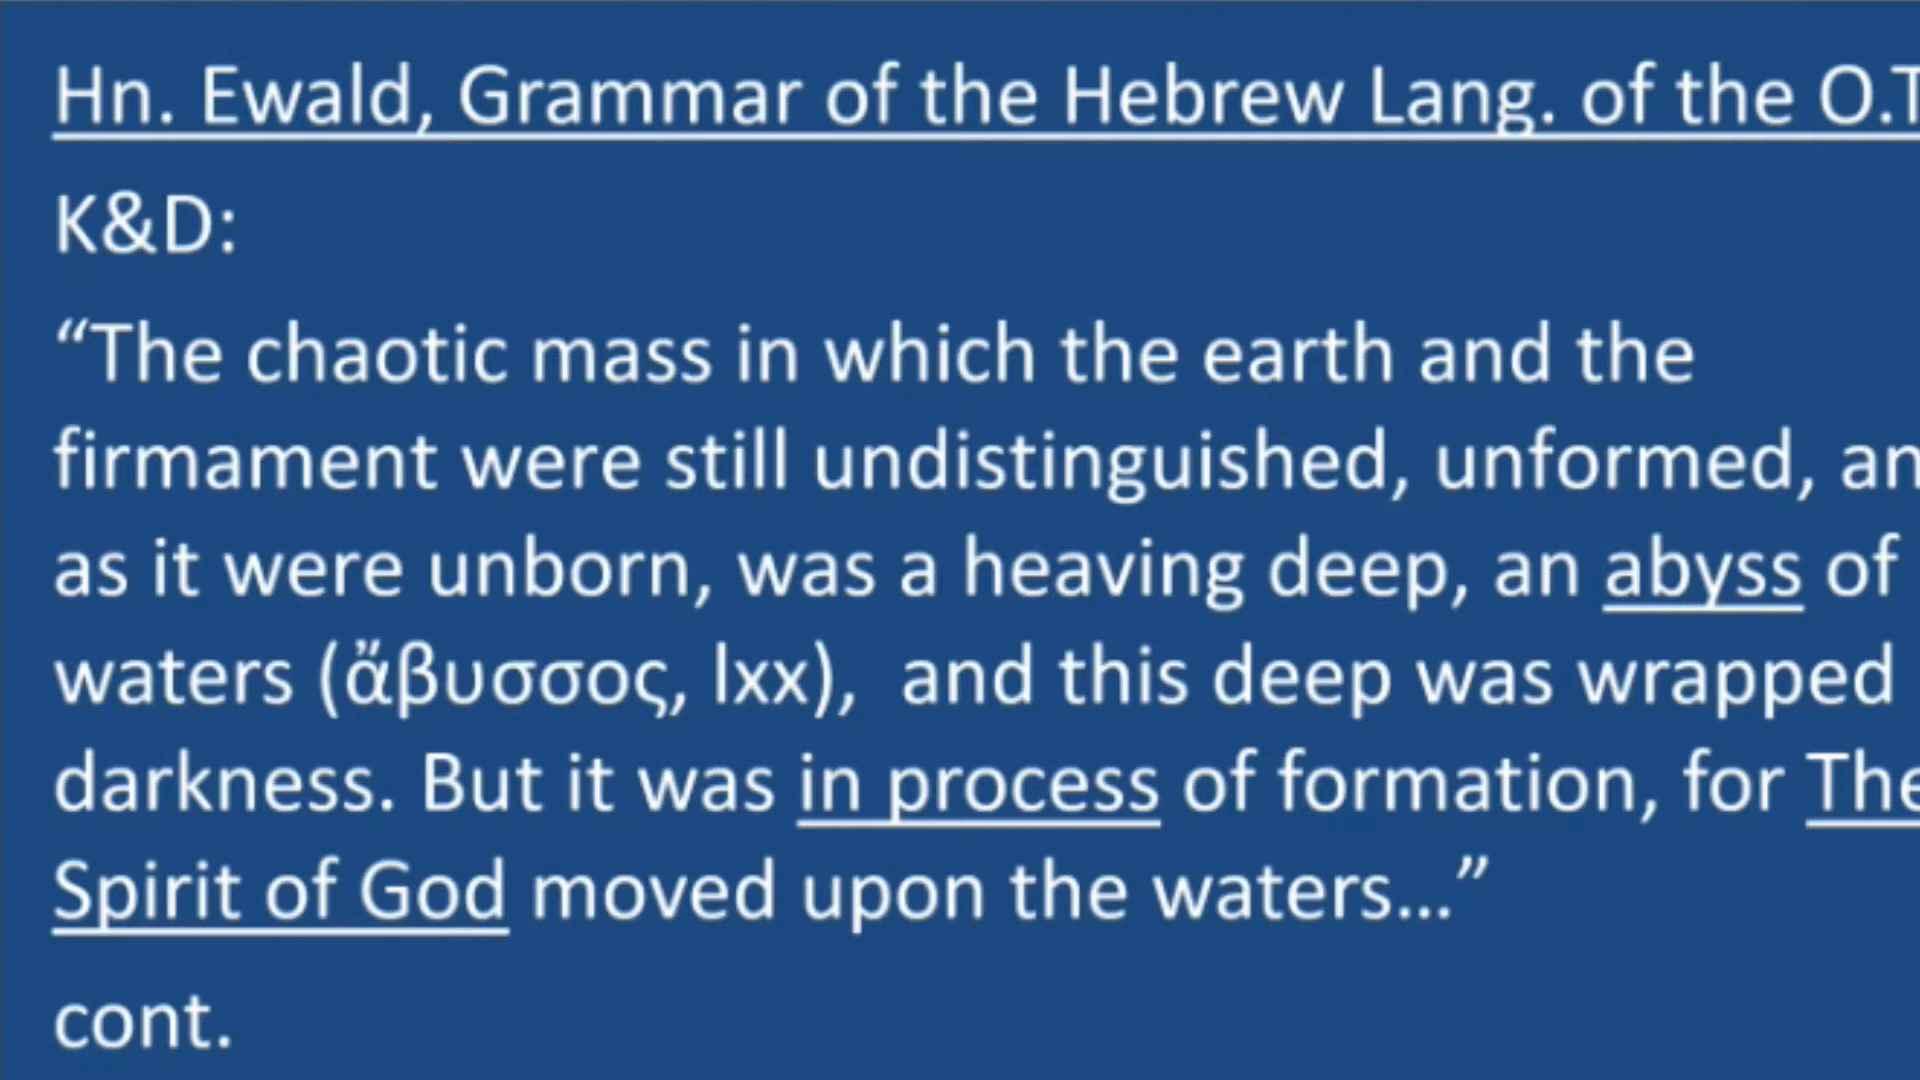 Hn. Ewald, Grammar of the Hebrew Lang. of the O.T
K&D:
“The chaotic mass in which the earth and the
firmament were still undistinguished, unformed, an
as it were unborn, was a heaving deep, an abyss of
waters (ἄβυσσος, lxx),  and this deep was wrapped
darkness. But it was in process of formation, for The
Spirit of God moved upon the waters...”
cont.